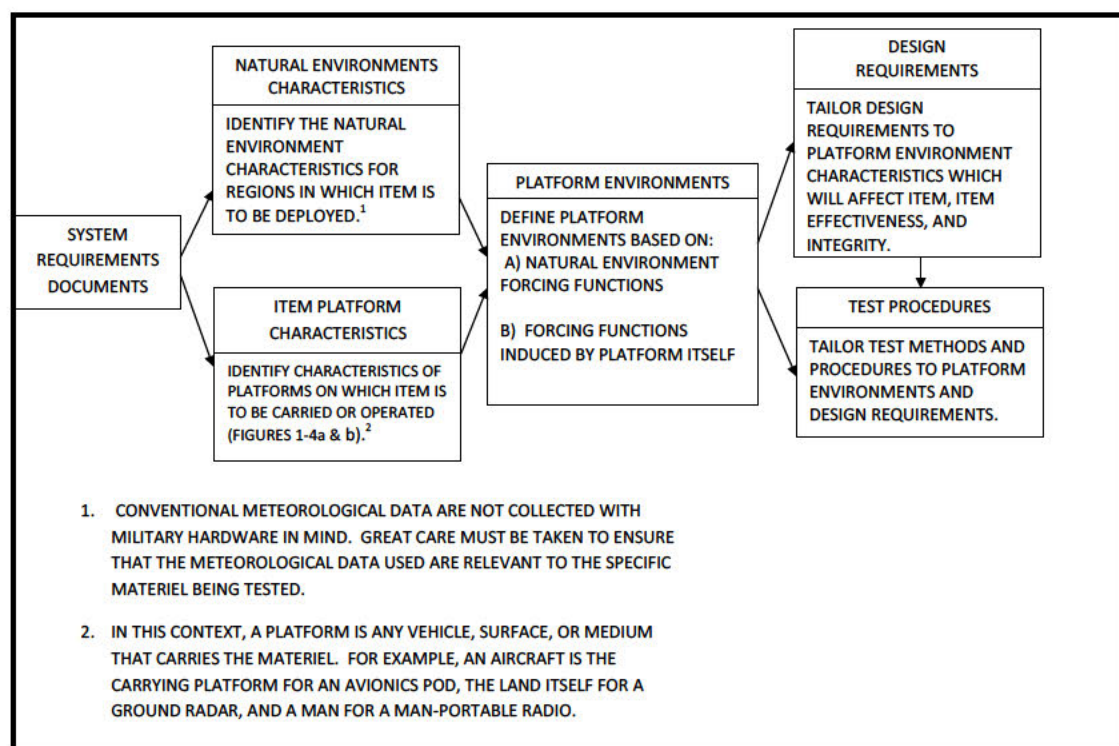 SYSTEM
REQUIREMENTS
DOCUMENTS
NATURAL ENVIRONMENTS
CHARACTERISTICS
IDENTIFY THE NATURAL
ENVIRONMENT
CHARACTERISTICS FOR
REGIONS IN WHICH ITEM IS
TO BE DEPLOYED.¹
ITEM PLATFORM
CHARACTERISTICS
IDENTIFY CHARACTERISTICS OF
PLATFORMS ON WHICH ITEM IS
TO BE CARRIED OR OPERATED
(FIGURES 1-4a & b).²
PLATFORM ENVIRONMENTS
DEFINE PLATFORM
ENVIRONMENTS BASED ON:
A) NATURAL ENVIRONMENT
FORCING FUNCTIONS
B) FORCING FUNCTIONS
INDUCED BY PLATFORM ITSELF
DESIGN
REQUIREMENTS
TAILOR DESIGN
REQUIREMENTS TO
PLATFORM ENVIRONMENT
CHARACTERISTICS WHICH
WILL AFFECT ITEM, ITEM
EFFECTIVENESS, AND
INTEGRITY.
TEST PROCEDURES
TAILOR TEST METHODS AND
PROCEDURES TO PLATFORM
ENVIRONMENTS AND
DESIGN REQUIREMENTS.
1. CONVENTIONAL METEOROLOGICAL DATA ARE NOT COLLECTED WITH
MILITARY HARDWARE IN MIND. GREAT CARE MUST BE TAKEN TO ENSURE
THAT THE METEOROLOGICAL DATA USED ARE RELEVANT TO THE SPECIFIC
MATERIEL BEING TESTED.
2. IN THIS CONTEXT, A PLATFORM IS ANY VEHICLE, SURFACE, OR MEDIUM
THAT CARRIES THE MATERIEL. FOR EXAMPLE, AN AIRCRAFT IS THE
CARRYING PLATFORM FOR AN AVIONICS POD, THE LAND ITSELF FOR A
GROUND RADAR, AND A MAN FOR A MAN-PORTABLE RADIO.